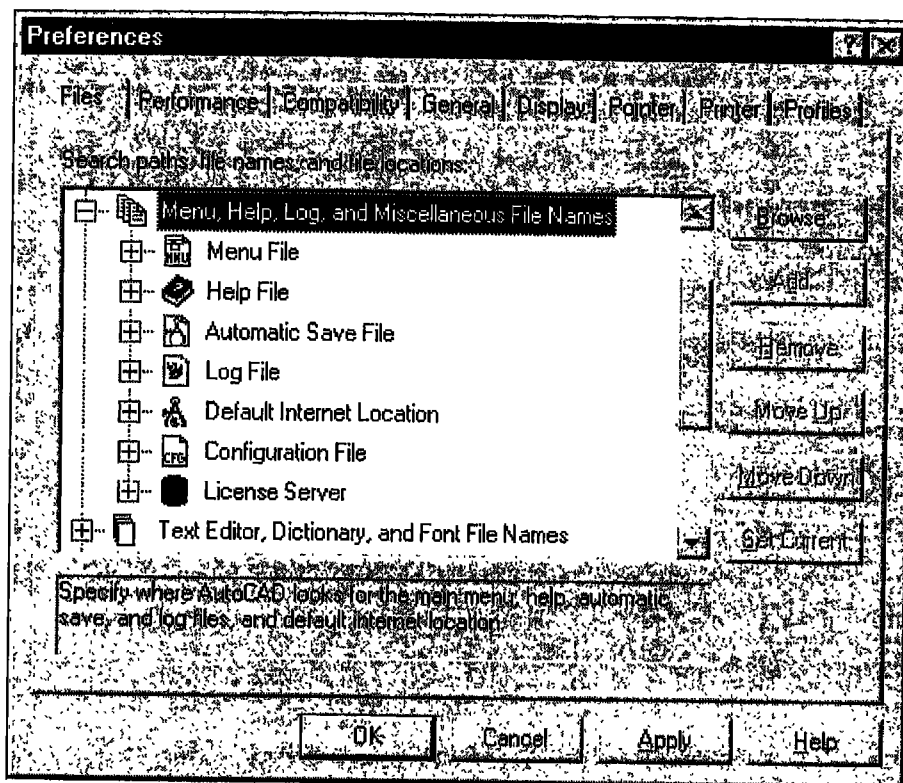 Preferences
Files Performance Compatibility General Display Pointer Printer Profiles
Search paths, file names, and file locations:
Menu, Help, Log, and Miscellaneous File Names
Browse...
Menu File
Add...
Help File
Automatic Save File
Remove
Log File
Move Up
Default Internet Location
Configuration File
CFG
Move Down
License Server
Text Editor, Dictionary, and Font File Names
Set Current
Specify where AutoCAD looks for the main menu, help, automatic
save, and log files, and default internet location.
OK Cancel Apply Help